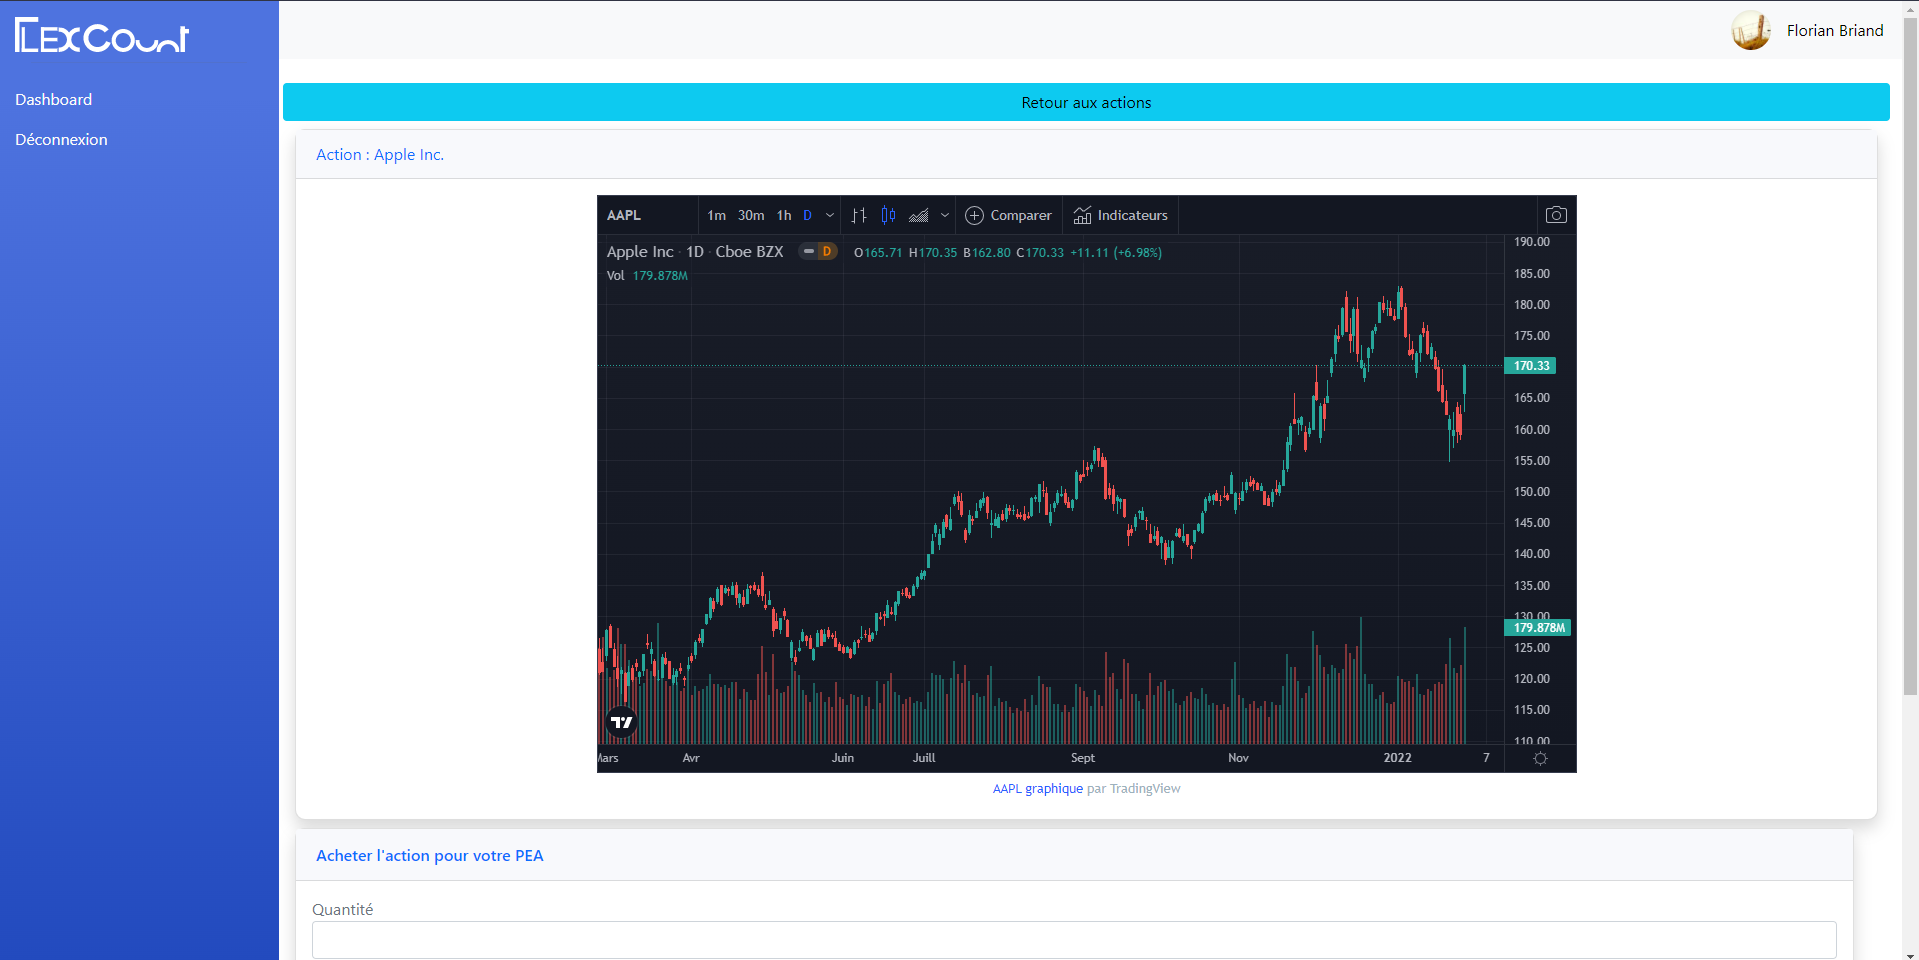 FLEXCount
Florian Briand
Dashboard
Déconnexion
Retour aux actions
Action : Apple Inc.
AAPL 1m 30m 1h D Comparer Indicateurs
Apple Inc · 1D · Cboe BZX D O165.71 H170.35 B162.80 C170.33 +11.11 (+6.98%)
Vol 179.878M
190.00
185.00
180.00
175.00
170.33
165.00
160.00
155.00
150.00
145.00
140.00
135.00
130.00
179.878M
125.00
120.00
115.00
110.00
Mars Avr Juin Juill Sept Nov 2022 7
AAPL graphique par TradingView
Acheter l'action pour votre PEA
Quantité